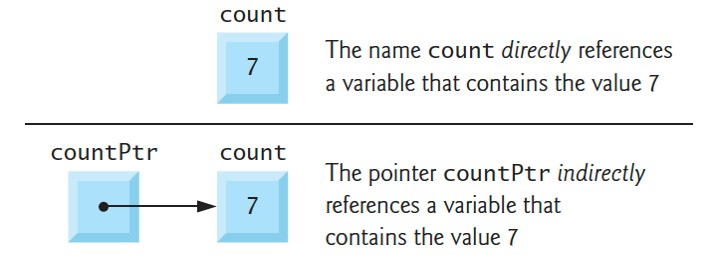 count
7
The name count directly references
a variable that contains the value 7
countPtr
count
7
The pointer countPtr indirectly
references a variable that
contains the value 7